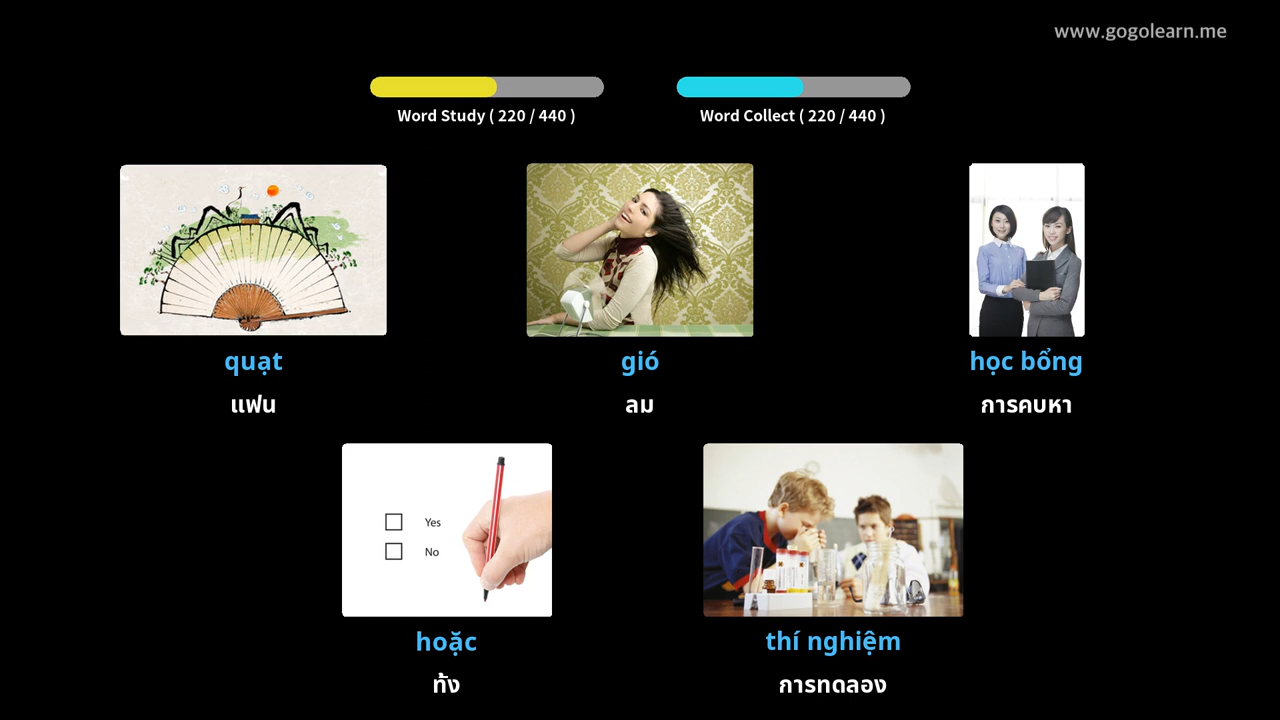 www.gogolearn.me
Word Study ( 220 / 440 )
Word Collect ( 220 / 440 )
quạt
แฟน
gió
ลม
học bổng
การคบหา
Yes
No
hoặc
ทั้ง
thí nghiệm
การทดลอง